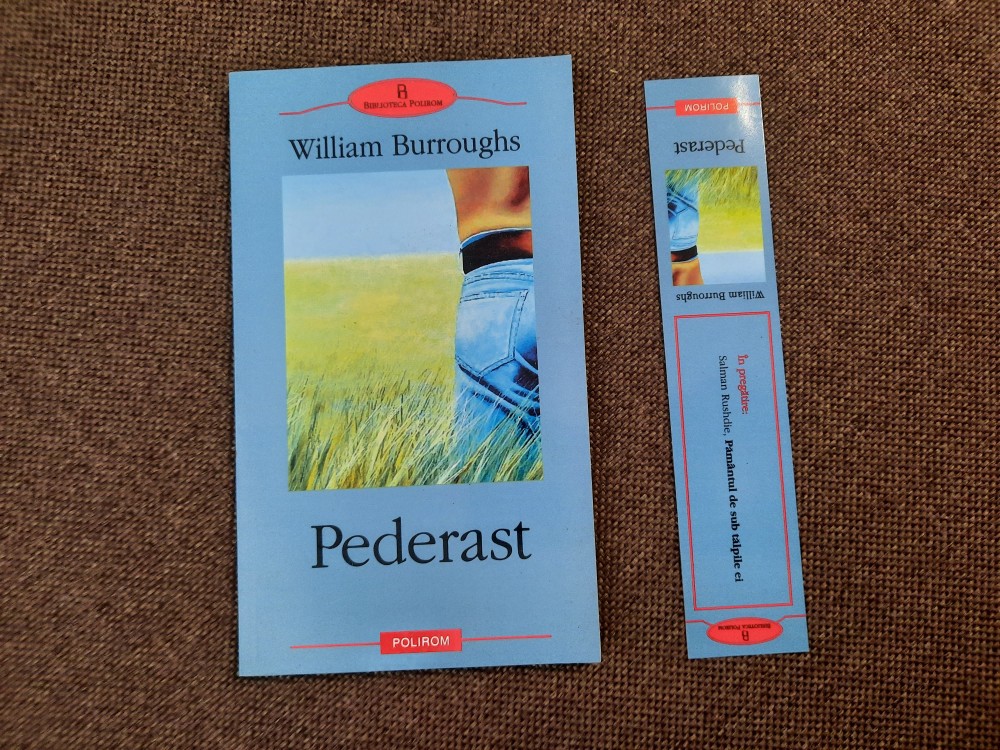 BIBLIOTECA POLIROM
William Burroughs
Pederast
POLIROM
POLIROM
Pederast
William Burroughs
În pregătire:
Salman Rushdie, Pământul de sub tălpile ei
BIBLIOTECA POLIROM